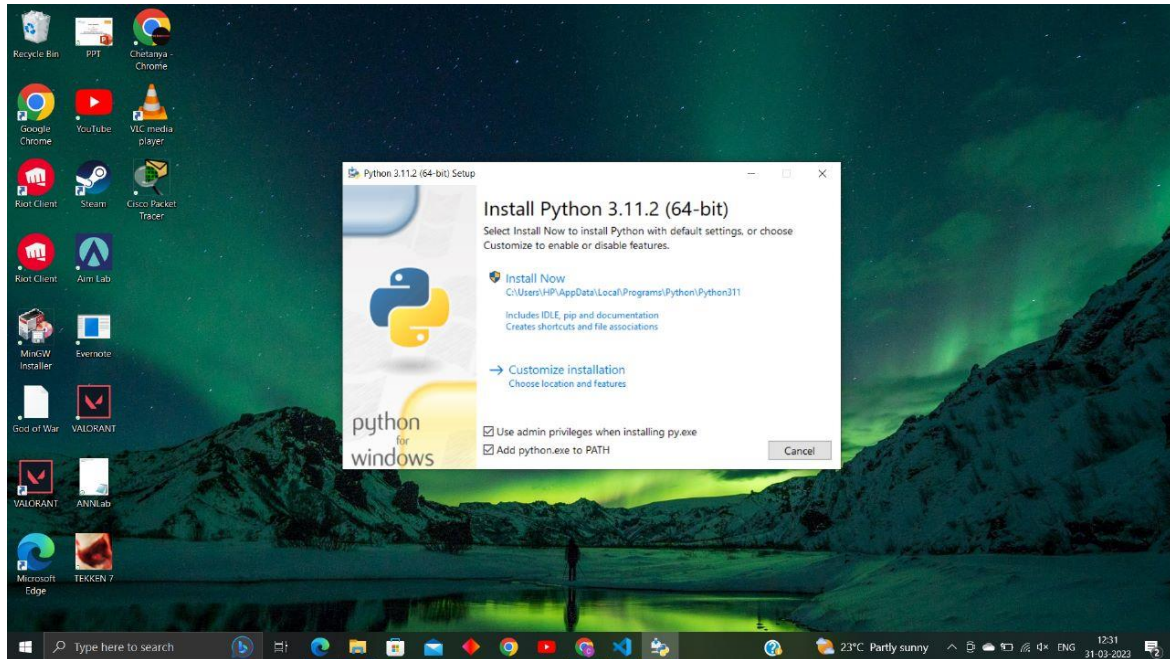 Recycle Bin
PPT
Chetanya -
Chrome
Google
Chrome
YouTube
VLC media
player
Riot Client
Steam
Cisco Packet
Tracer
Riot Client
Aim Lab
MinGW
Installer
Evernote
God of War
VALORANT
VALORANT
ANNLab
Microsoft
Edge
TEKKEN 7
Python 3.11.2 (64-bit) Setup
Install Python 3.11.2 (64-bit)
Select Install Now to install Python with default settings, or choose
Customize to enable or disable features.
Install Now
C:\Users\HP\AppData\Local\Programs\Python\Python311
Includes IDLE, pip and documentation
Creates shortcuts and file associations
Customize installation
Choose location and features
python
for
windows
Use admin privileges when installing py.exe
Add python.exe to PATH
Cancel
Type here to search
23°C Partly sunny
ENG
12:31
31-03-2023
2